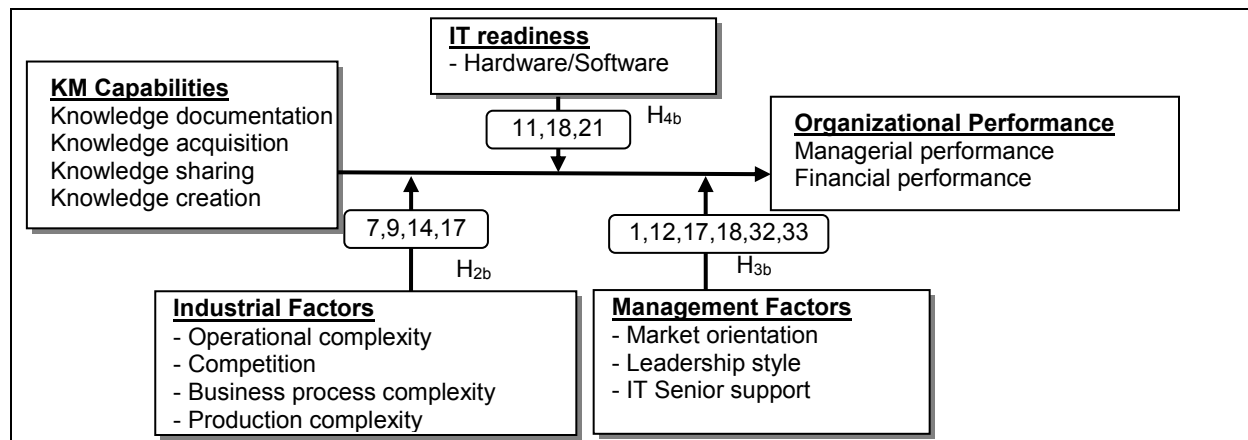 IT readiness
- Hardware/Software
KM Capabilities
Knowledge documentation
Knowledge acquisition
Knowledge sharing
Knowledge creation
11,18,21
H4b
Organizational Performance
Managerial performance
Financial performance
7,9,14,17
H2b
1,12,17,18,32,33
H3b
Industrial Factors
- Operational complexity
- Competition
- Business process complexity
- Production complexity
Management Factors
- Market orientation
- Leadership style
- IT Senior support